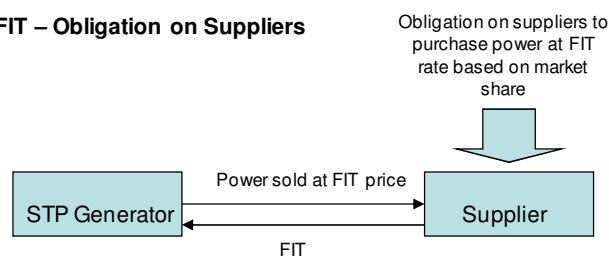 FIT – Obligation on Suppliers
Obligation on suppliers to
purchase power at FIT
rate based on market
share
Power sold at FIT price
STP Generator
Supplier
FIT